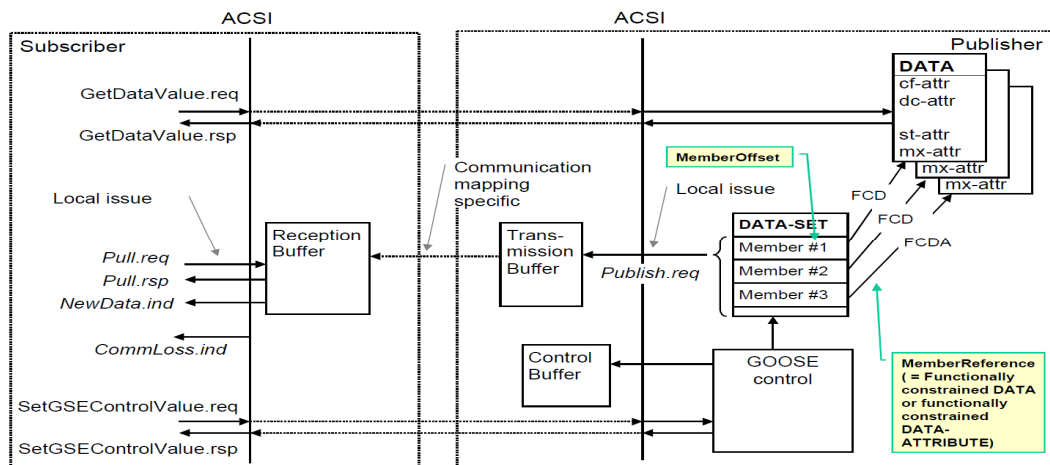 ACSI
ACSI
Subscriber
Publisher
DATA
cf-attr
dc-attr
st-attr
mx-attr
mx-attr
mx-attr
GetDataValue.req
GetDataValue.rsp
MemberOffset
Communication
mapping
specific
Local issue
Local issue
FCD
FCD
FCDA
DATA-SET
Member #1
Member #2
Member #3
Reception
Buffer
Trans-
mission
Buffer
Publish.req
Pull.req
Pull.rsp
NewData.ind
CommLoss.ind
Control
Buffer
GOOSE
control
MemberReference
( = Functionally
constrained DATA
or functionally
constrained
DATA-
ATTRIBUTE)
SetGSEControlValue.req
SetGSEControlValue.rsp